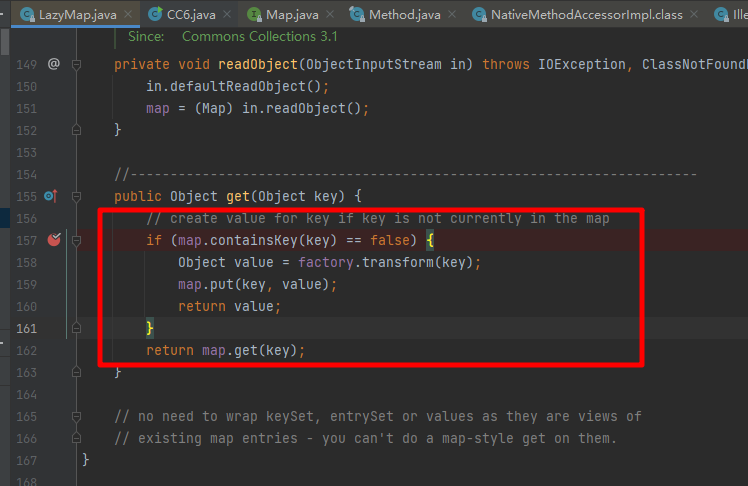 LazyMap.java × CC6.java × Map.java × Method.java × NativeMethodAccessorImpl.class × Ille
Since: Commons Collections 3.1
149 @ private void readObject(ObjectInputStream in) throws IOException, ClassNotFound
150 in.defaultReadObject();
151 map = (Map) in.readObject();
152 }
153
154 //-----------------------------------------------------------------------
155 public Object get(Object key) {
156 // create value for key if key is not currently in the map
157 if (map.containsKey(key) == false) {
158 Object value = factory.transform(key);
159 map.put(key, value);
160 return value;
161 }
162 return map.get(key);
163 }
164
165 // no need to wrap keySet, entrySet or values as they are views of
166 // existing map entries - you can't do a map-style get on them.
167 }
168